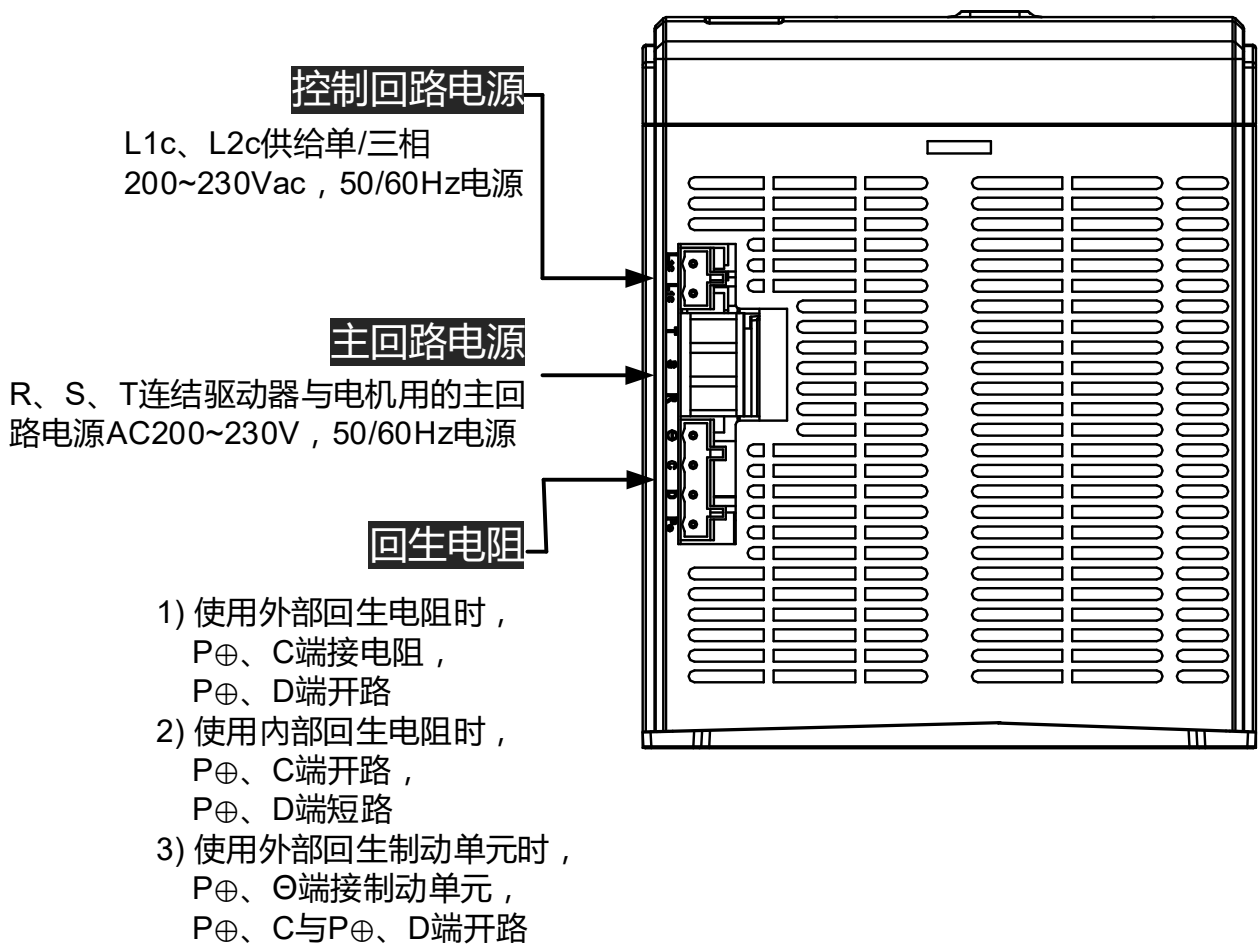 控制回路电源
L1c、L2c供给单/三相
200~230Vac，50/60Hz电源
主回路电源
R、S、T连结驱动器与电机用的主回
路电源AC200~230V，50/60Hz电源
回生电阻
1) 使用外部回生电阻时，
P⊕、C端接电阻，
P⊕、D端开路
2) 使用内部回生电阻时，
P⊕、C端开路，
P⊕、D端短路
3) 使用外部回生制动单元时，
P⊕、Θ端接制动单元，
P⊕、C与P⊕、D端开路
T
S
R
⊖
C
D
P⊕